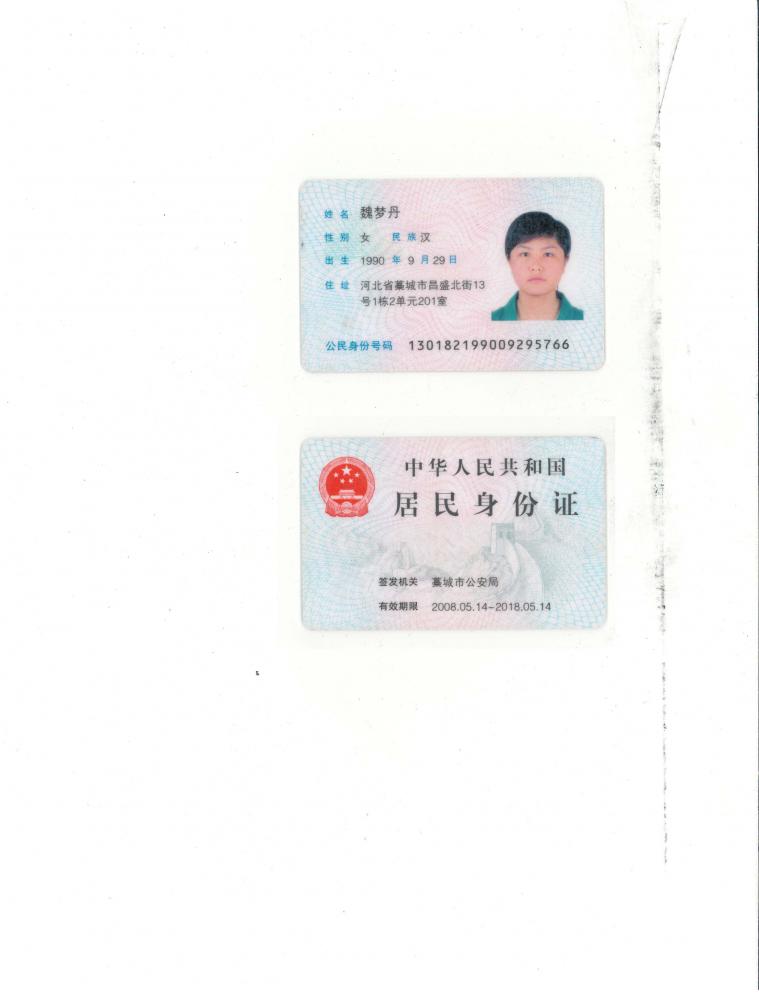 姓名 魏梦丹
性别 女 民族 汉
出生 1990 年 9 月 29 日
住址 河北省藁城市昌盛北街13
号1栋2单元201室
公民身份号码 130182199009295766
中华人民共和国
居民身份证
签发机关 藁城市公安局
有效期限 2008.05.14-2018.05.14